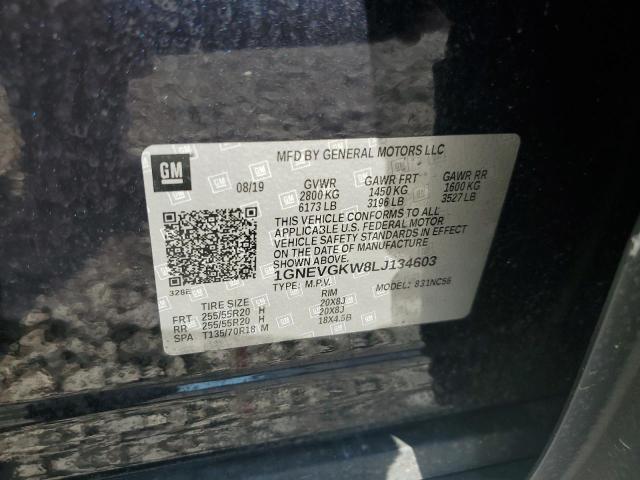 GM
MFD BY GENERAL MOTORS LLC
08/19 GVWR GAWR FRT GAWR RR
2800 KG 1450 KG 1600 KG
6173 LB 3196 LB 3527 LB
THIS VEHICLE CONFORMS TO ALL
APPLICABLE U.S. FEDERAL MOTOR
VEHICLE SAFETY STANDARDS IN EFFECT
ON THE DATE OF MANUFACTURE SHOWN ABOVE.
1GNEVGKW8LJ134603
TYPE: M.P.V. MODEL: 831NC56
328E
TIRE SIZE RIM
FRT 255/55R20 H 20X8J
RR 255/55R20 H 20X8J
SPA T135/70R18 M 18X4.5B